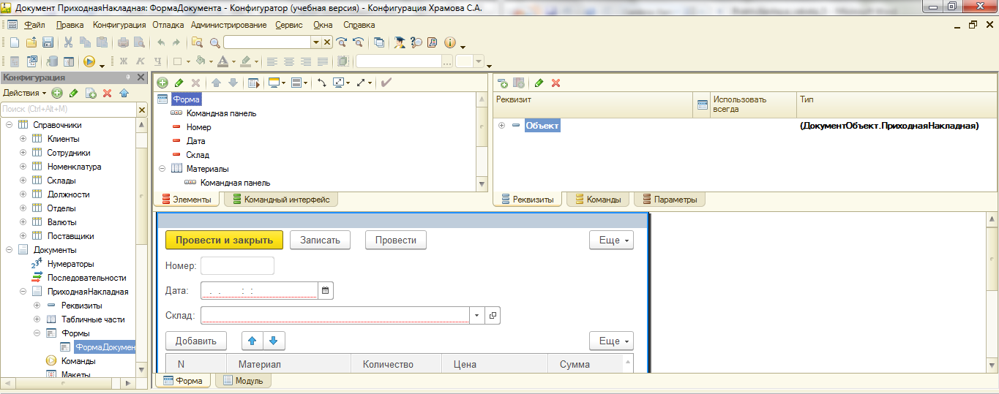 Документ ПриходнаяНакладная: ФормаДокумента - Конфигуратор (учебная версия) - Конфигурация Храмова С.А.
Файл Правка Конфигурация Отладка Администрирование Сервис Окна Справка
Ж К Ч
Конфигурация
Действия
Поиск (Ctrl+Alt+M)
Справочники
Клиенты
Сотрудники
Номенклатура
Склады
Должности
Отделы
Валюты
Поставщики
Документы
Нумераторы
Последовательности
ПриходнаяНакладная
Реквизиты
Табличные части
Формы
ФормаДокумен
Команды
Макеты
Форма
Командная панель
Номер
Дата
Склад
Материалы
Командная панель
Элементы Командный интерфейс
Реквизит Использовать всегда Тип
Объект (ДокументОбъект.ПриходнаяНакладная)
Реквизиты Команды Параметры
Провести и закрыть Записать Провести Еще
Номер:
Дата: . . : :
Склад:
Добавить Еще
N Материал Количество Цена Сумма
Форма Модуль